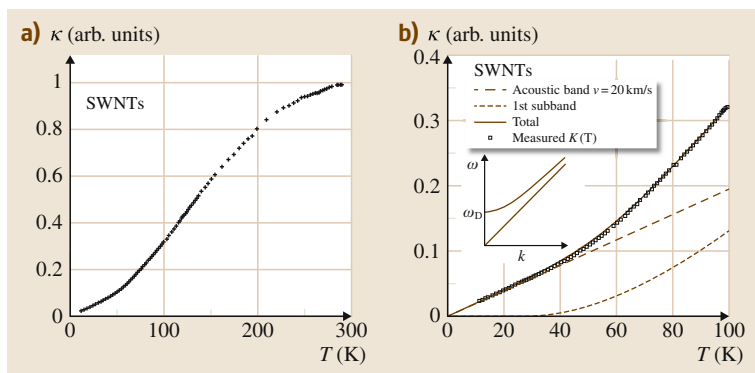 a) κ (arb. units)
1
0.8
0.6
0.4
0.2
0
SWNTs
100
200
300
T (K)
b) κ (arb. units)
0.4
0.3
0.2
0.1
0
SWNTs
Acoustic band v = 20 km/s
1st subband
Total
Measured K(T)
ω
ω_D
k
0
20
40
60
80
100
T (K)